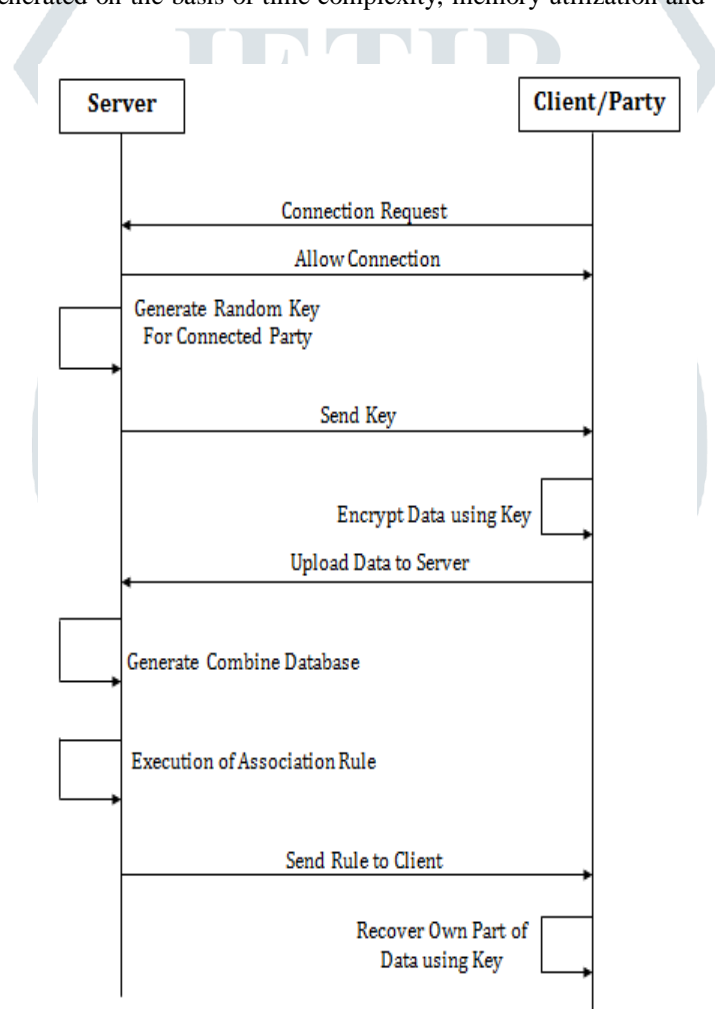 enerated on the basis of time complexity, memory utilization and
JETIR
Server
Client/Party
Connection Request
Allow Connection
Generate Random Key
For Connected Party
Send Key
Encrypt Data using Key
Upload Data to Server
Generate Combine Database
Execution of Association Rule
Send Rule to Client
Recover Own Part of
Data using Key